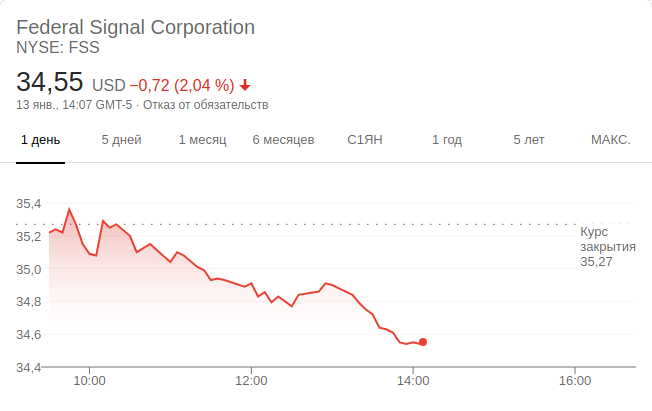 Federal Signal Corporation
NYSE: FSS
34,55 USD −0,72 (2,04 %)
13 янв., 14:07 GMT-5 · Отказ от обязательств
1 день 5 дней 1 месяц 6 месяцев С1ЯН 1 год 5 лет МАКС.
35,4
35,2
35,0
34,8
34,6
34,4
Курс
закрытия
35,27
10:00 12:00 14:00 16:00